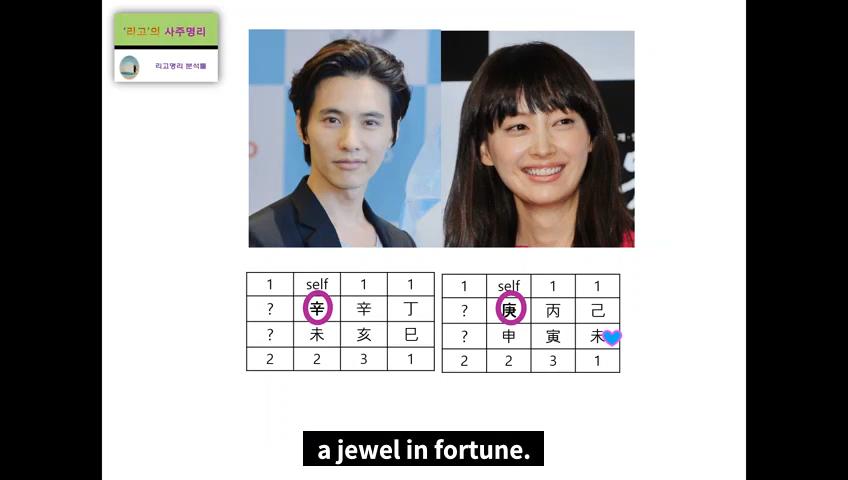 '리고'의 사주명리
리고명리 분석틀
1 self 1 1
? 辛 辛 丁
? 未 亥 巳
2 2 3 1
1 self 1 1
? 庚 丙 己
? 申 寅 未
2 2 3 1
a jewel in fortune.